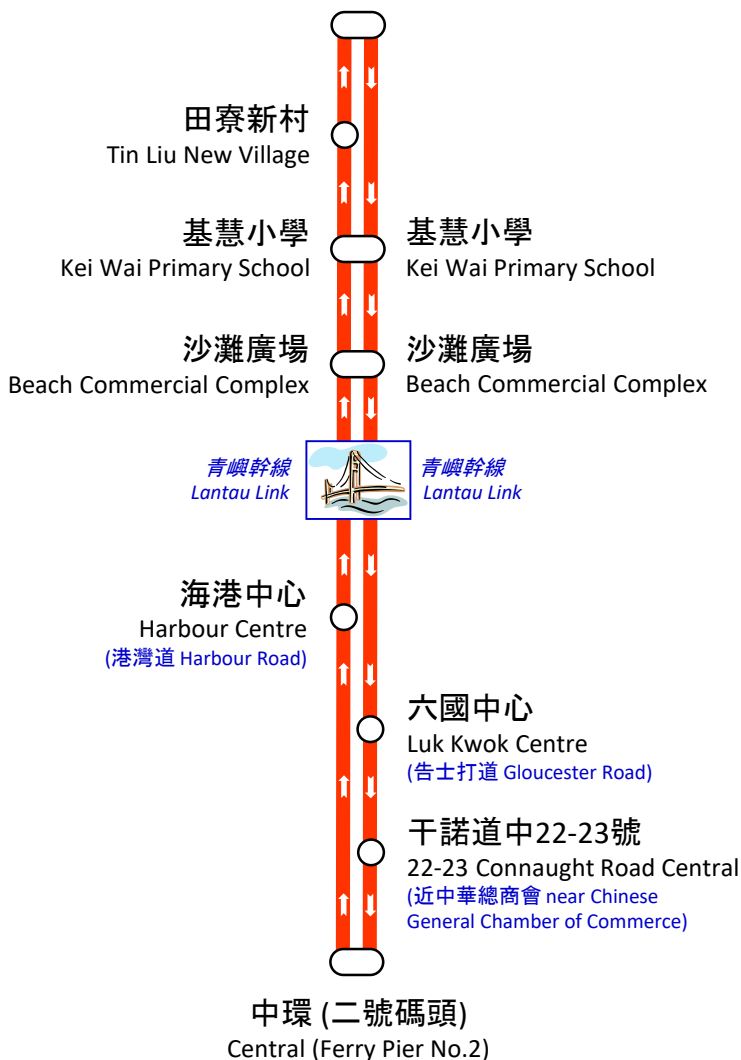 田寮新村
Tin Liu New Village
基慧小學
Kei Wai Primary School
基慧小學
Kei Wai Primary School
沙灘廣場
Beach Commercial Complex
沙灘廣場
Beach Commercial Complex
青嶼幹線
Lantau Link
青嶼幹線
Lantau Link
海港中心
Harbour Centre
(港灣道 Harbour Road)
六國中心
Luk Kwok Centre
(告士打道 Gloucester Road)
干諾道中22-23號
22-23 Connaught Road Central
(近中華總商會 near Chinese
General Chamber of Commerce)
中環 (二號碼頭)
Central (Ferry Pier No.2)